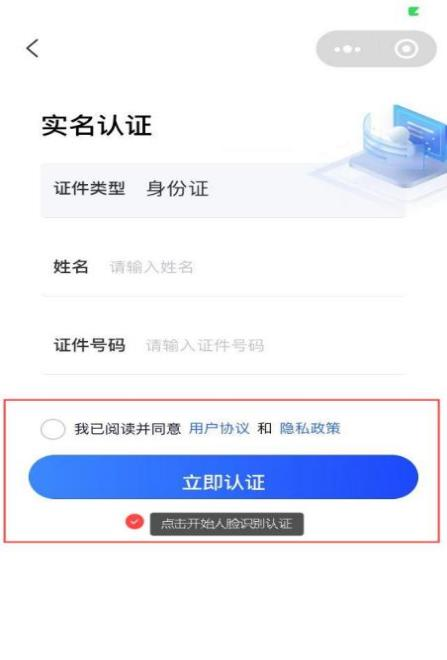 实名认证
证件类型 身份证
姓名 请输入姓名
证件号码 请输入证件号码
我已阅读并同意 用户协议 和 隐私政策
立即认证
点击开始人脸识别认证